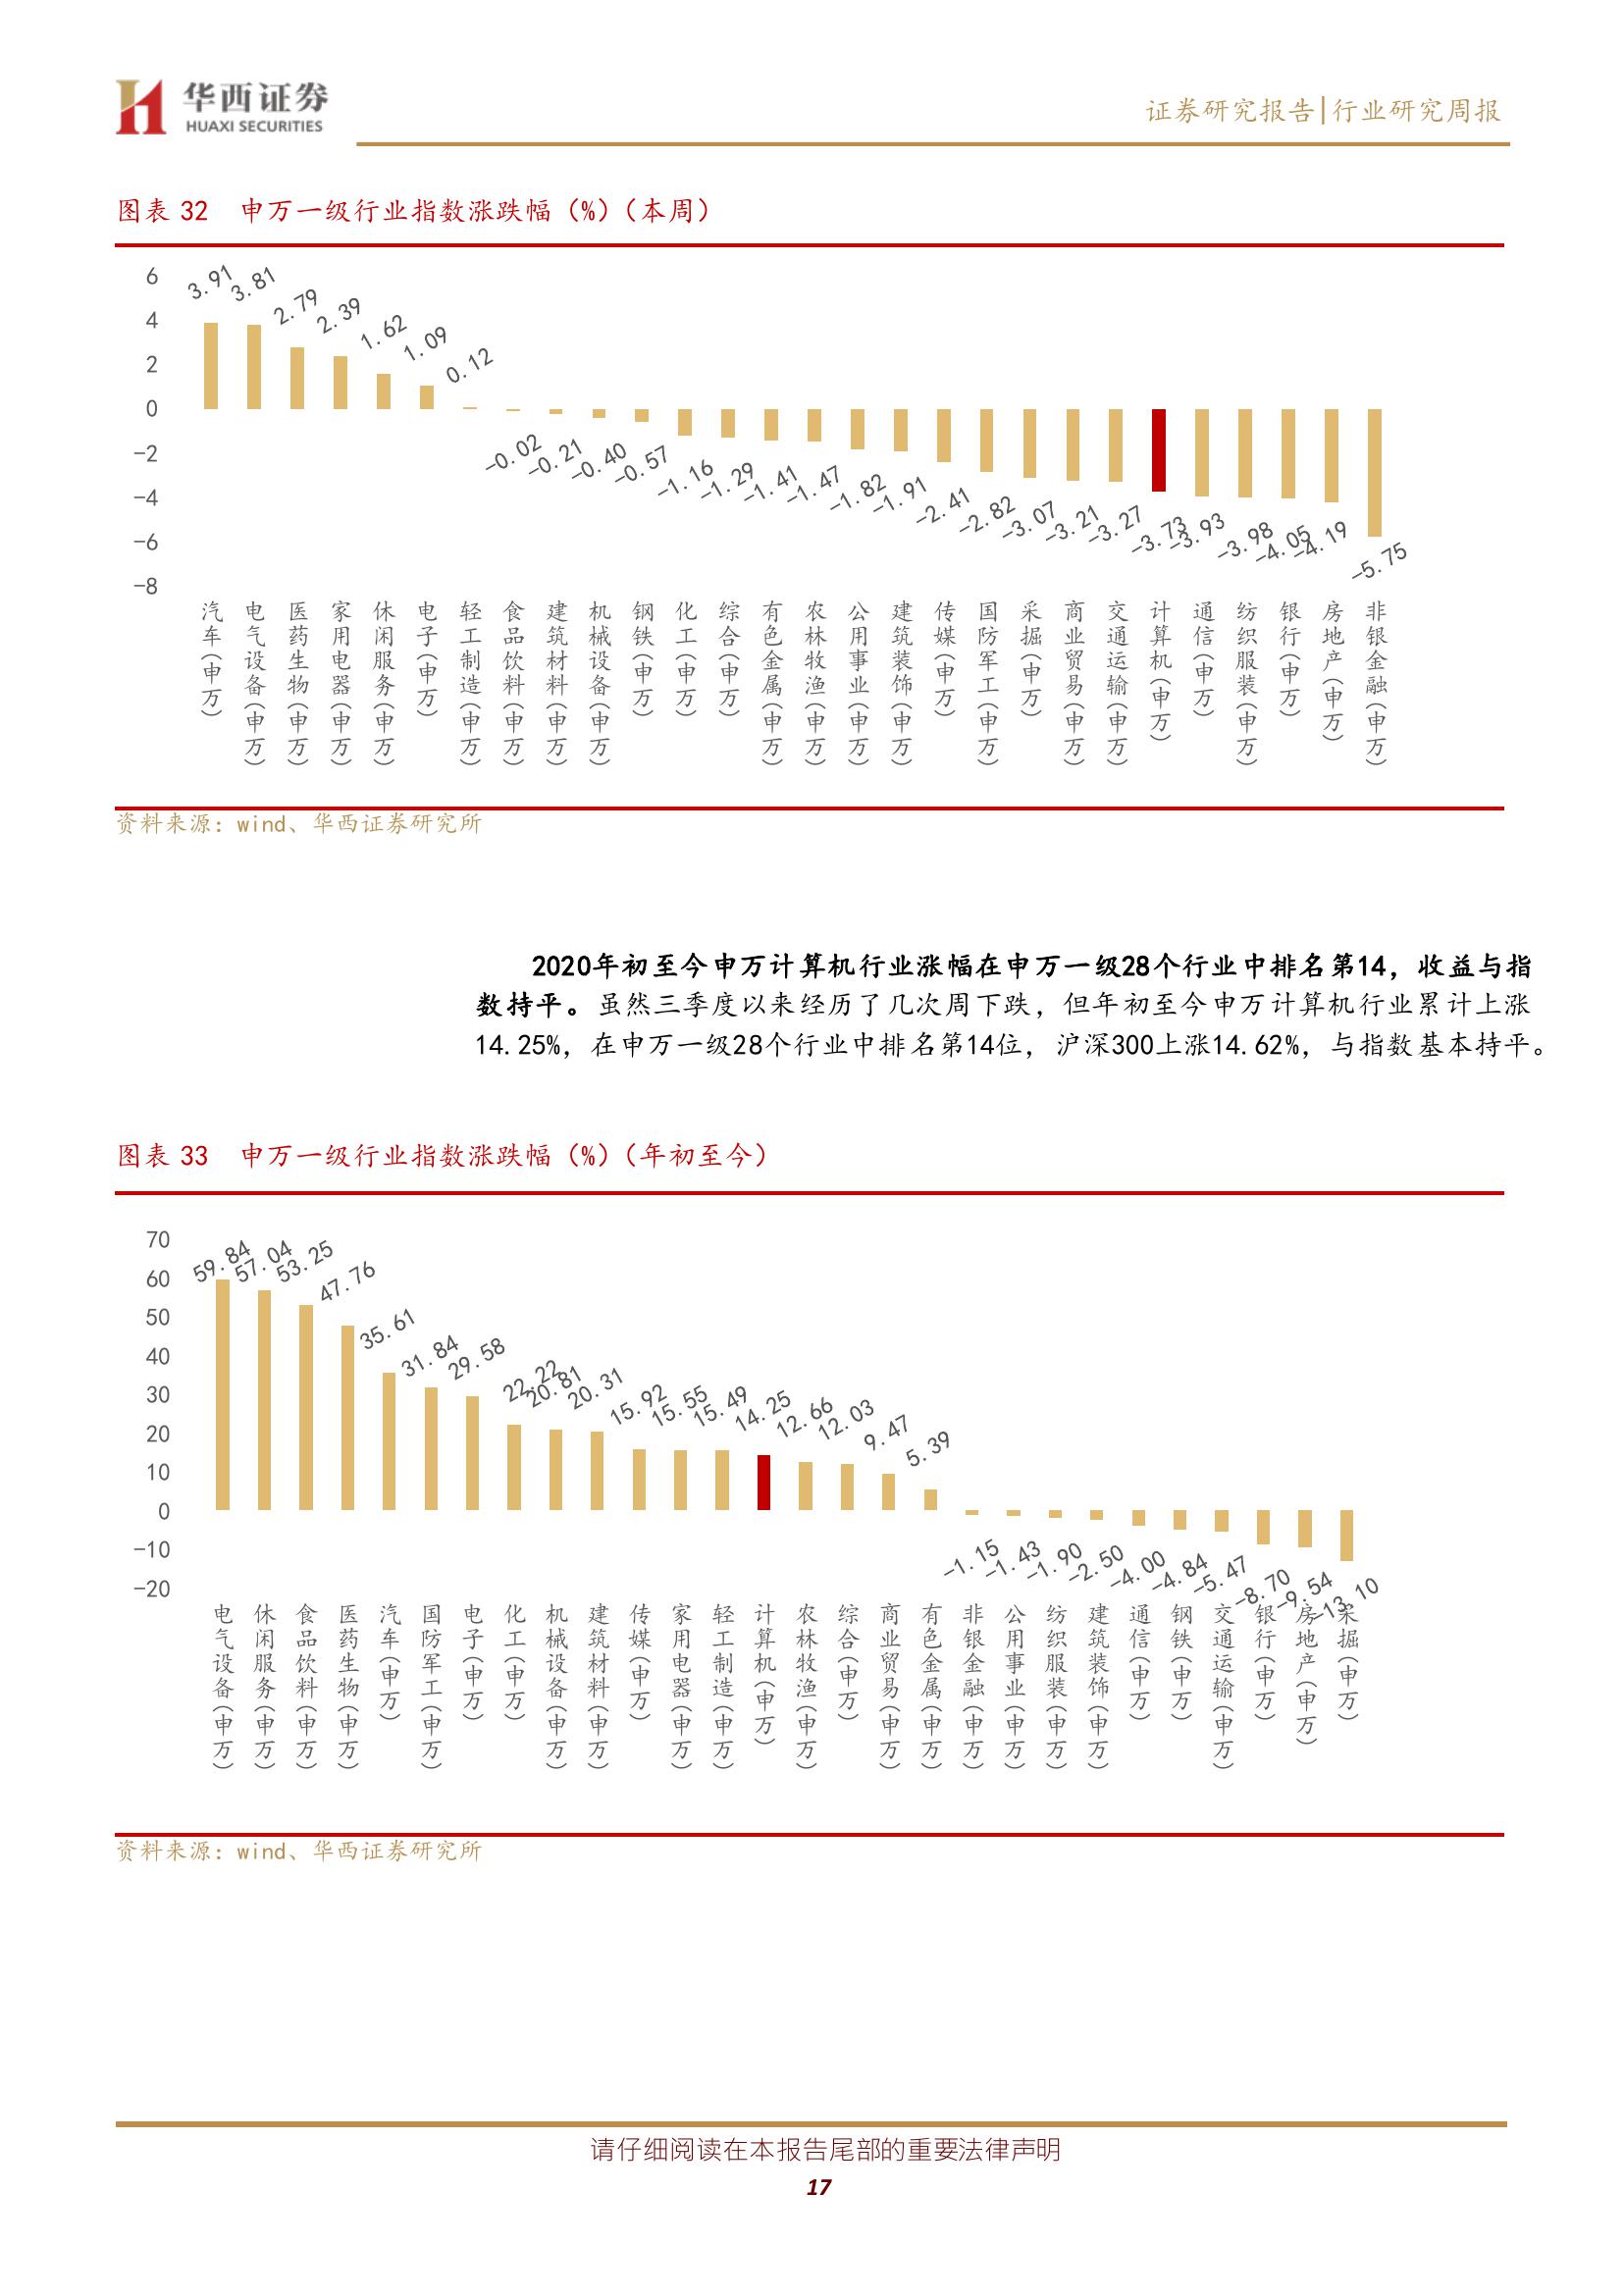 华西证券
HUAXI SECURITIES
证券研究报告|行业研究周报
图表 32 申万一级行业指数涨跌幅（%）（本周）
6
4
2
0
-2
-4
-6
-8
3.91
3.81
2.79
2.39
1.62
1.09
0.12
-0.02
-0.21
-0.40
-0.57
-1.16
-1.29
-1.41
-1.47
-1.82
-1.91
-2.41
-2.82
-3.07
-3.21
-3.27
-3.73
-3.93
-3.98
-4.05
-4.19
-5.75
汽车(申万)
电气设备(申万)
医药生物(申万)
家用电器(申万)
休闲服务(申万)
电子(申万)
轻工制造(申万)
食品饮料(申万)
建筑材料(申万)
机械设备(申万)
钢铁(申万)
化工(申万)
综合(申万)
有色金属(申万)
农林牧渔(申万)
公用事业(申万)
建筑装饰(申万)
传媒(申万)
国防军工(申万)
采掘(申万)
商业贸易(申万)
交通运输(申万)
计算机(申万)
通信(申万)
纺织服装(申万)
银行(申万)
房地产(申万)
非银金融(申万)
资料来源：wind、华西证券研究所
2020年初至今申万计算机行业涨幅在申万一级28个行业中排名第14，收益与指
数持平。虽然三季度以来经历了几次周下跌，但年初至今申万计算机行业累计上涨
14.25%，在申万一级28个行业中排名第14位，沪深300上涨14.62%，与指数基本持平。
图表 33 申万一级行业指数涨跌幅（%）（年初至今）
70
60
50
40
30
20
10
0
-10
-20
59.84
57.04
53.25
47.76
35.61
31.84
29.58
22.22
20.81
20.31
15.92
15.55
15.49
14.25
12.66
12.03
9.47
5.39
-1.15
-1.43
-1.90
-2.50
-4.00
-4.84
-5.47
-8.70
-9.54
-13.10
电气设备(申万)
休闲服务(申万)
食品饮料(申万)
医药生物(申万)
汽车(申万)
国防军工(申万)
电子(申万)
化工(申万)
机械设备(申万)
建筑材料(申万)
传媒(申万)
家用电器(申万)
轻工制造(申万)
计算机(申万)
农林牧渔(申万)
综合(申万)
商业贸易(申万)
有色金属(申万)
非银金融(申万)
公用事业(申万)
纺织服装(申万)
建筑装饰(申万)
通信(申万)
钢铁(申万)
交通运输(申万)
银行(申万)
房地产(申万)
采掘(申万)
资料来源：wind、华西证券研究所
请仔细阅读在本报告尾部的重要法律声明
17